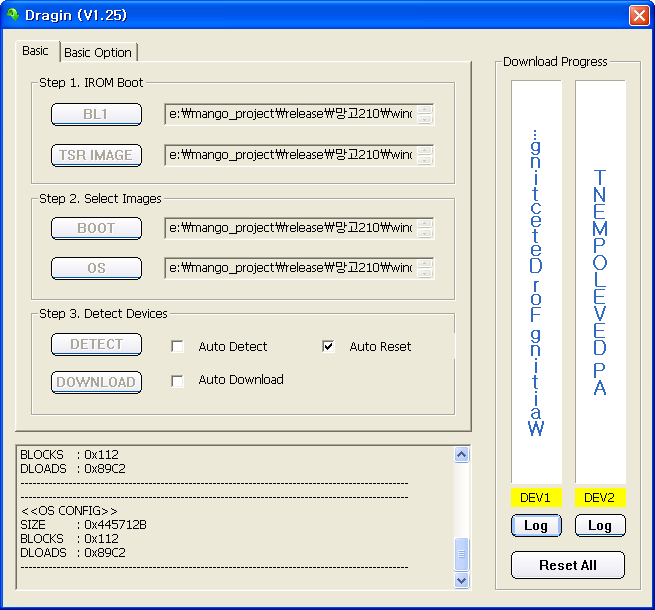 Dragin (V1.25)
Basic
Basic Option
Step 1. IROM Boot
BL1
e:₩mango_project₩release₩망고210₩wind
TSR IMAGE
e:₩mango_project₩release₩망고210₩wind
Step 2. Select Images
BOOT
e:₩mango_project₩release₩망고210₩wind
OS
e:₩mango_project₩release₩망고210₩wind
Step 3. Detect Devices
DETECT
Auto Detect
Auto Reset
DOWNLOAD
Auto Download
BLOCKS : 0x112
DLOADS : 0x89C2
--------------------------------------------------------------------------------
--------------------------------------------------------------------------------
<<OS CONFIG>>
SIZE : 0x445712B
BLOCKS : 0x112
DLOADS : 0x89C2
--------------------------------------------------------------------------------
Download Progress
Waiting For Detecting...
AP DEVELOPMENT
DEV1
DEV2
Log
Log
Reset All